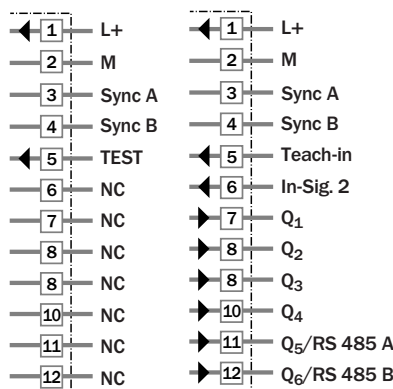 1 L+
2 M
3 Sync A
4 Sync B
5 TEST
6 NC
7 NC
8 NC
8 NC
10 NC
11 NC
12 NC
1 L+
2 M
3 Sync A
4 Sync B
5 Teach-in
6 In-Sig. 2
7 Q1
8 Q2
8 Q3
10 Q4
11 Q5/RS 485 A
12 Q6/RS 485 B